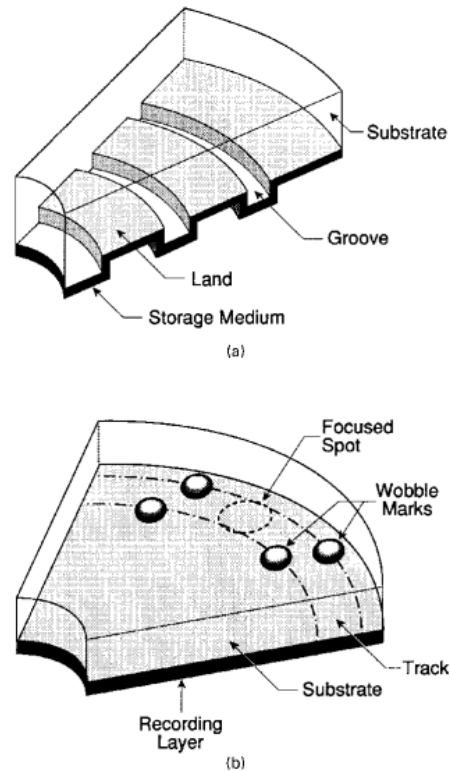 Substrate
Groove
Land
Storage Medium
(a)
Focused
Spot
Wobble
Marks
Track
Substrate
Recording
Layer
(b)